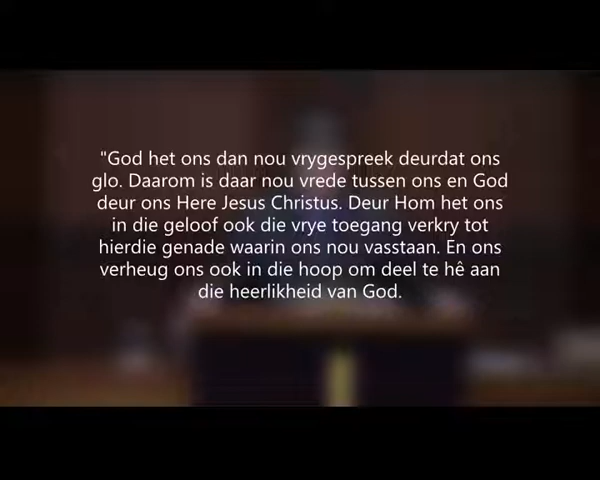 "God het ons dan nou vrygespreek deurdat ons
glo. Daarom is daar nou vrede tussen ons en God
deur ons Here Jesus Christus. Deur Hom het ons
in die geloof ook die vrye toegang verkry tot
hierdie genade waarin ons nou vasstaan. En ons
verheug ons ook in die hoop om deel te hê aan
die heerlikheid van God.